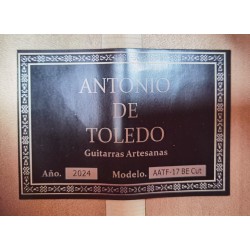 ANTONIO
DE
TOLEDO
Guitarras Artesanas
Año. 2024 Modelo. AATF-17 BE Cut